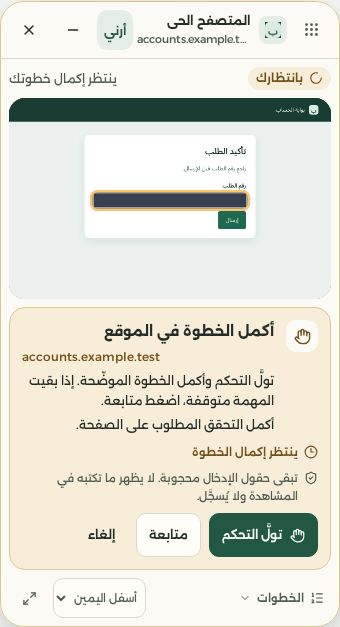 المتصفح الحي
accounts.example.t...
أرني
بانتظارك
ينتظر إكمال خطوتك
بوابة الحساب
تأكيد الطلب
راجع رقم الطلب قبل الإرسال.
رقم الطلب
إرسال
أكمل الخطوة في الموقع
accounts.example.test
تولَّ التحكم وأكمل الخطوة الموضّحة. إذا بقيت
المهمة متوقفة، اضغط متابعة.
أكمل التحقق المطلوب على الصفحة.
ينتظر إكمال الخطوة
تبقى حقول الإدخال محجوبة. لا يظهر ما تكتبه في
المشاهدة ولا يُسجَّل.
تولَّ التحكم
متابعة
إلغاء
الخطوات
أسفل اليمين